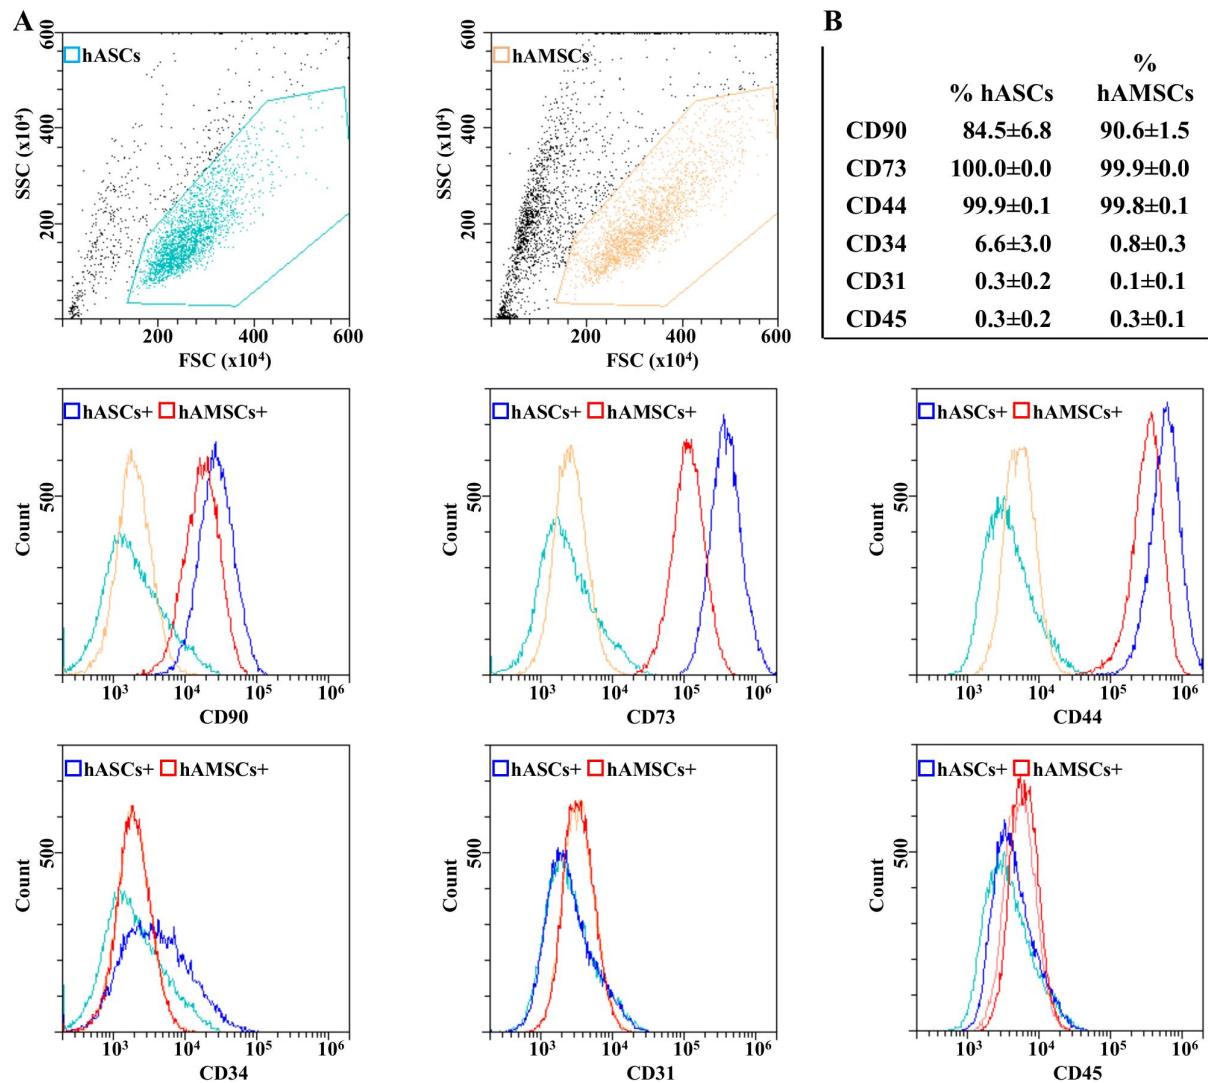 A
B
600
400
200
SSC (x10⁴)
hASCs
200 400 600
FSC (x10⁴)
600
400
200
SSC (x10⁴)
hAMSCs
200 400 600
FSC (x10⁴)
%
% hASCs hAMSCs
CD90 84.5±6.8 90.6±1.5
CD73 100.0±0.0 99.9±0.0
CD44 99.9±0.1 99.8±0.1
CD34 6.6±3.0 0.8±0.3
CD31 0.3±0.2 0.1±0.1
CD45 0.3±0.2 0.3±0.1
hASCs+ hAMSCs+
500
Count
10³ 10⁴ 10⁵ 10⁶
CD90
hASCs+ hAMSCs+
500
Count
10³ 10⁴ 10⁵ 10⁶
CD73
hASCs+ hAMSCs+
500
Count
10³ 10⁴ 10⁵ 10⁶
CD44
hASCs+ hAMSCs+
500
Count
10³ 10⁴ 10⁵ 10⁶
CD34
hASCs+ hAMSCs+
500
Count
10³ 10⁴ 10⁵ 10⁶
CD31
hASCs+ hAMSCs+
500
Count
10³ 10⁴ 10⁵ 10⁶
CD45